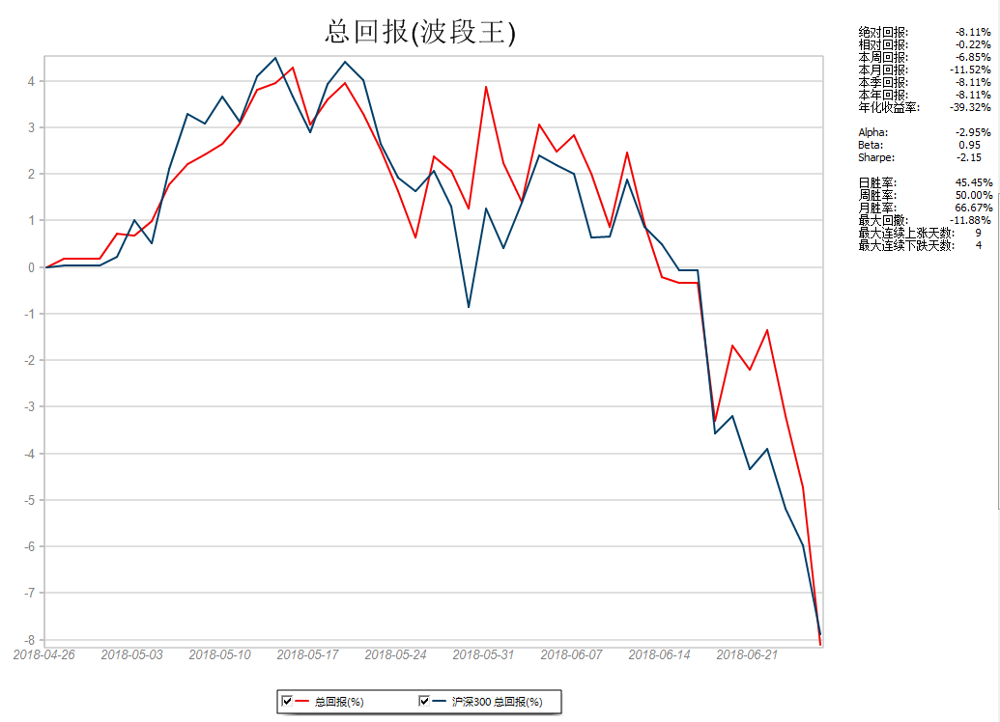 总回报(波段王)
绝对回报: -8.11%
相对回报: -0.22%
本周回报: -6.85%
本月回报: -11.52%
本季回报: -8.11%
本年回报: -8.11%
年化收益率: -39.32%
Alpha: -2.95%
Beta: 0.95
Sharpe: -2.15
日胜率: 45.45%
周胜率: 50.00%
月胜率: 66.67%
最大回撤: -11.88%
最大连续上涨天数: 9
最大连续下跌天数: 4
4
3
2
1
0
-1
-2
-3
-4
-5
-6
-7
-8
2018-04-26 2018-05-03 2018-05-10 2018-05-17 2018-05-24 2018-05-31 2018-06-07 2018-06-14 2018-06-21
总回报(%) 沪深300 总回报(%)